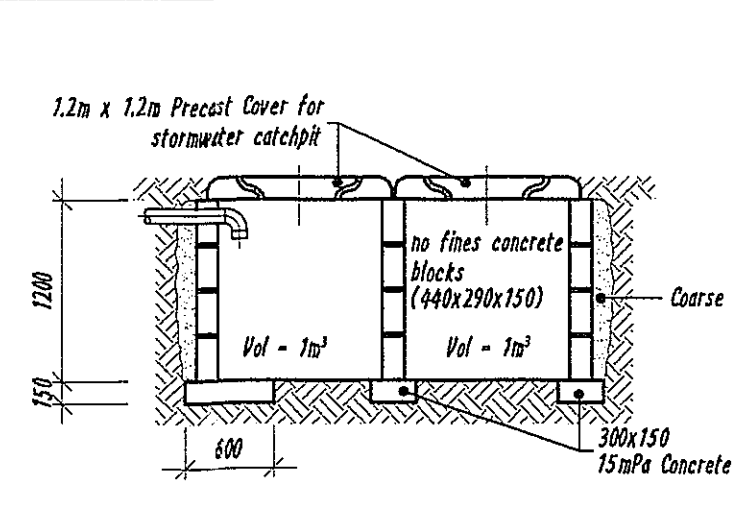 1.2m x 1.2m Precast Cover for
stormwater catchpit
no fines concrete
blocks
(440x290x150)
1200
Coarse
Vol = 1m³
Vol = 1m³
150
600
300x150
15mPa Concrete